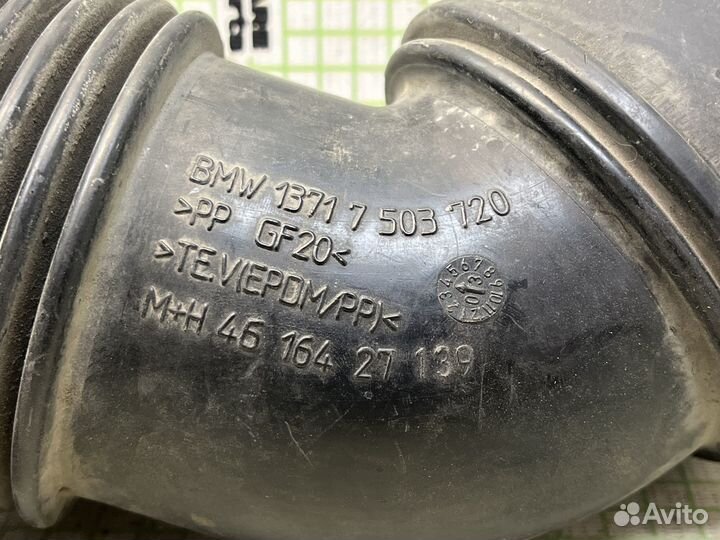 BMW 1371 7 503 720
>PP GF20<
>TE.V(EPDM/PP)<
M+H 46 164 27 139
Avito